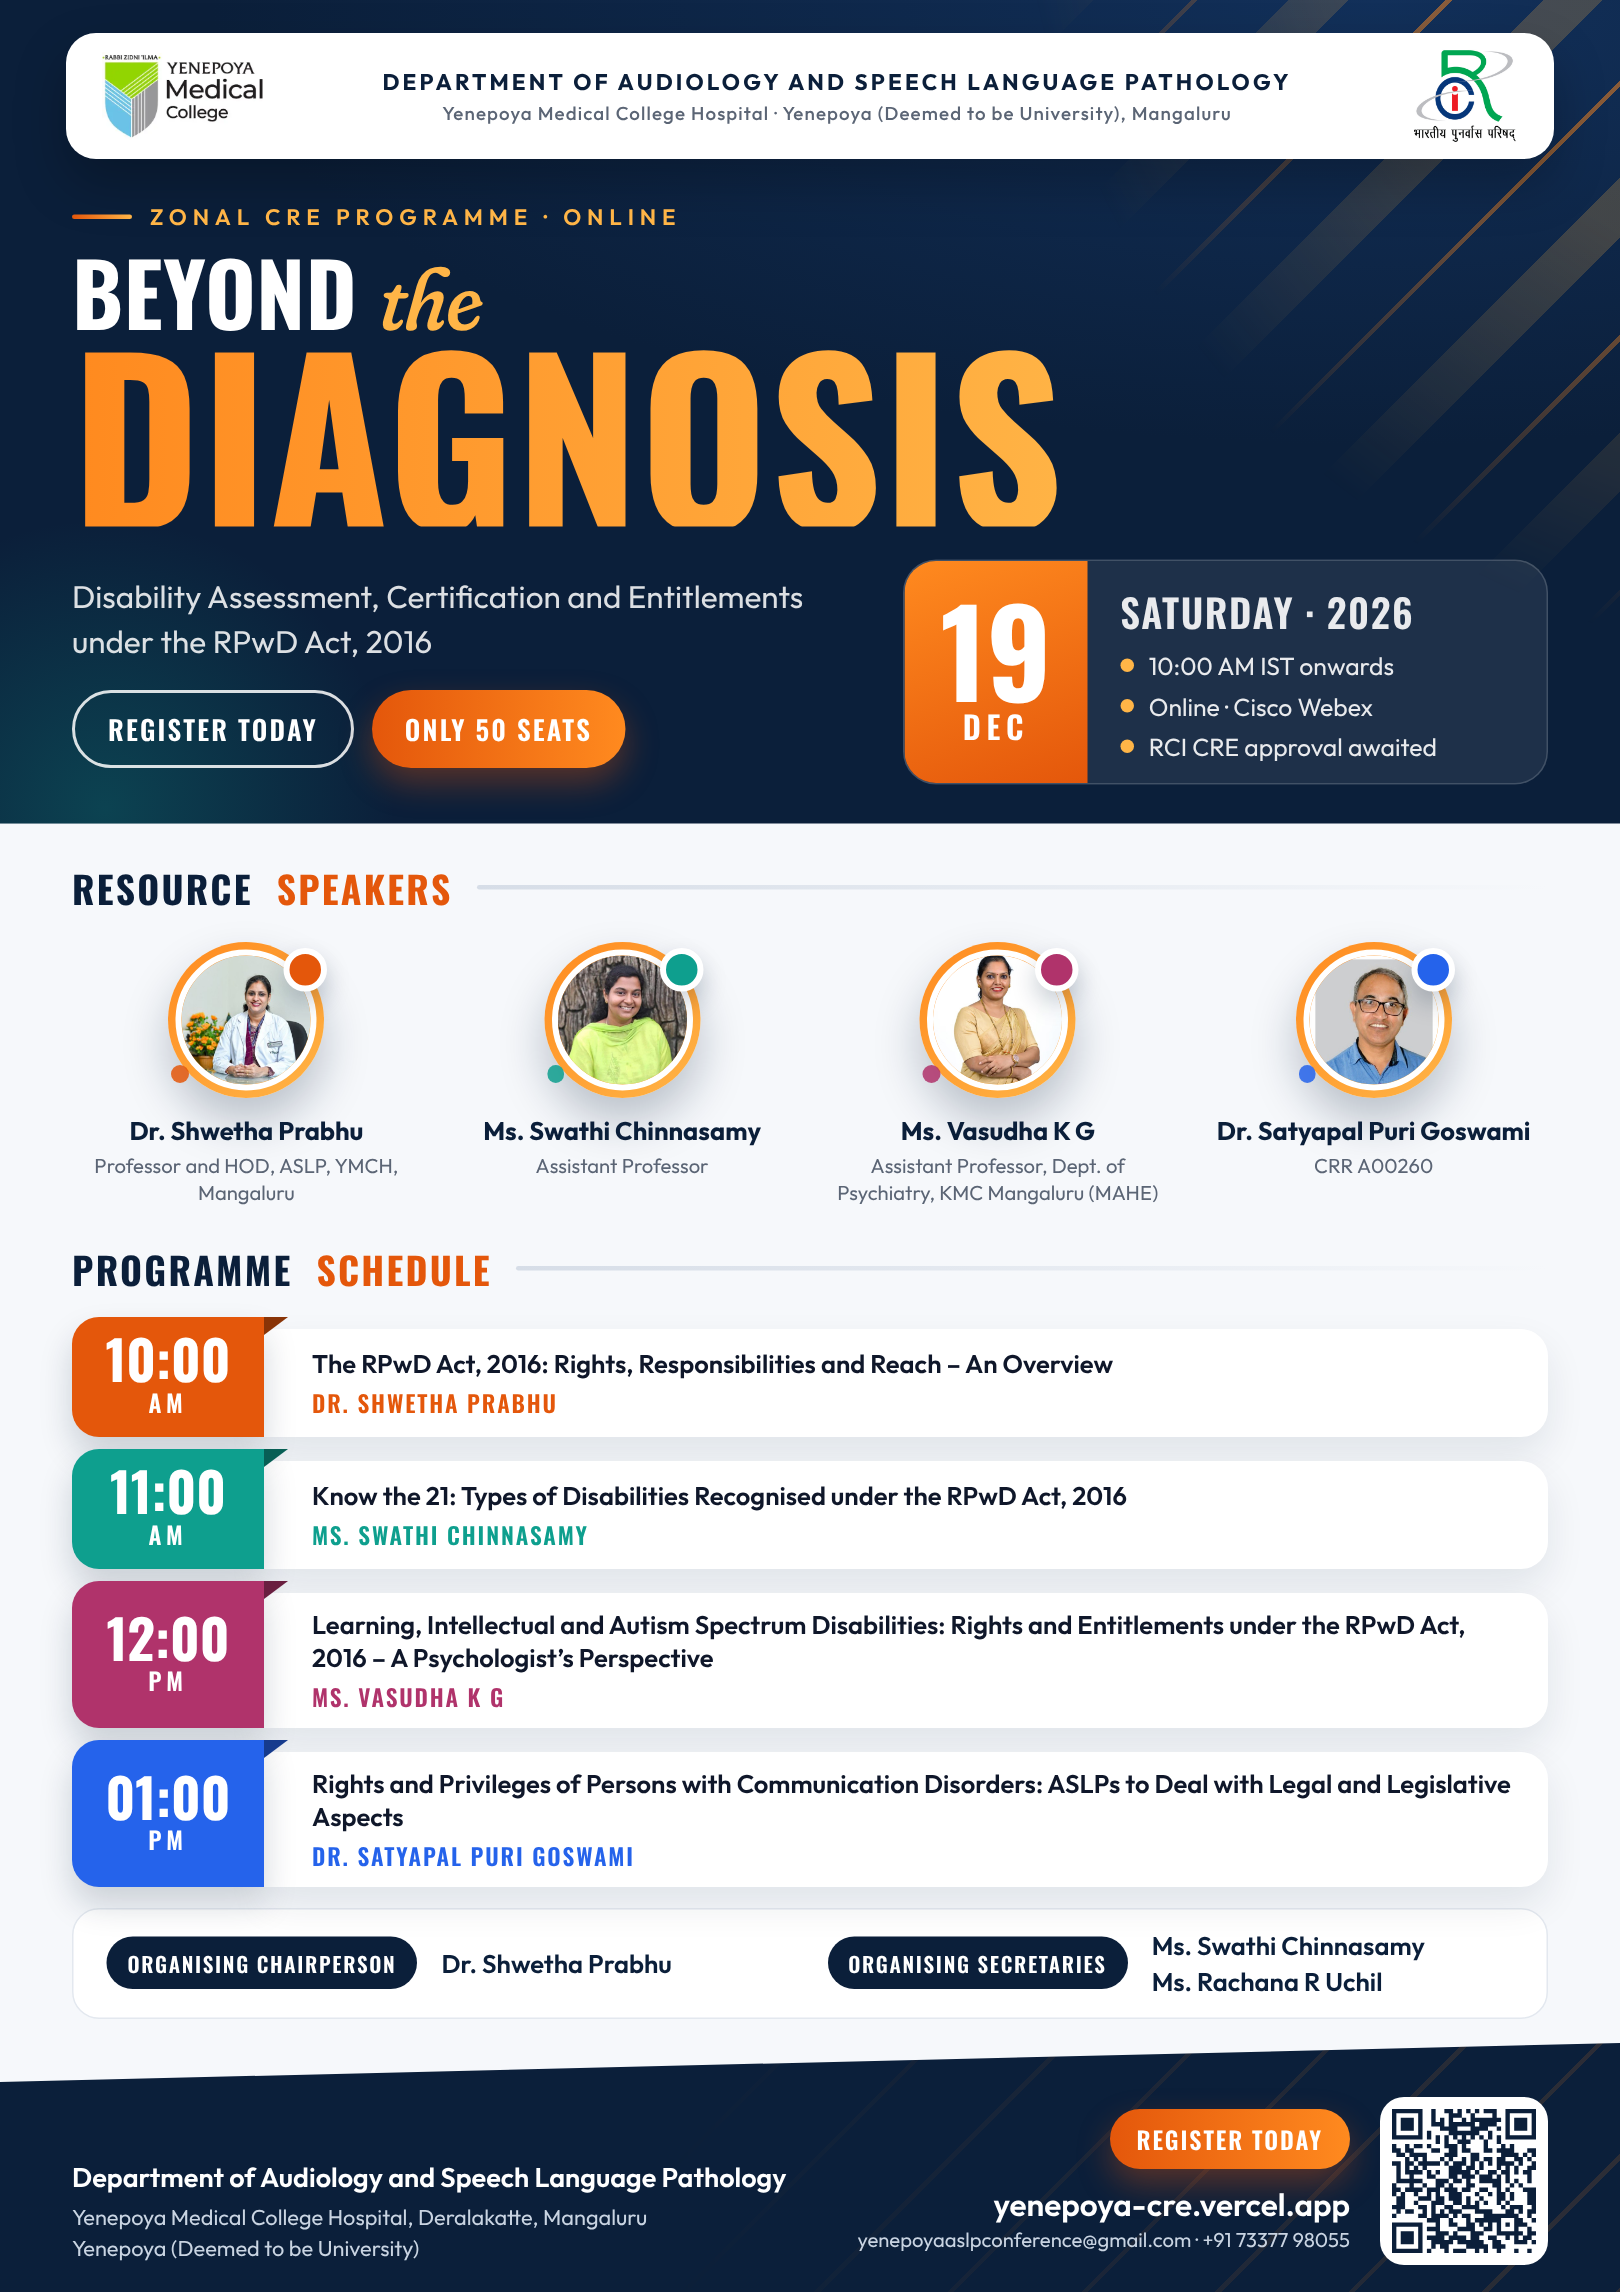 RABBI ZIDNI 'ILMA
YENEPOYA
Medical
College
DEPARTMENT OF AUDIOLOGY AND SPEECH LANGUAGE PATHOLOGY
Yenepoya Medical College Hospital · Yenepoya (Deemed to be University), Mangaluru
RCI
भारतीय पुनर्वास परिषद्
ZONAL CRE PROGRAMME · ONLINE
BEYOND the
DIAGNOSIS
Disability Assessment, Certification and Entitlements
under the RPwD Act, 2016
REGISTER TODAY
ONLY 50 SEATS
19
DEC
SATURDAY · 2026
10:00 AM IST onwards
Online · Cisco Webex
RCI CRE approval awaited
RESOURCE SPEAKERS
Dr. Shwetha Prabhu
Professor and HOD, ASLP, YMCH,
Mangaluru
Ms. Swathi Chinnasamy
Assistant Professor
Ms. Vasudha K G
Assistant Professor, Dept. of
Psychiatry, KMC Mangaluru (MAHE)
Dr. Satyapal Puri Goswami
CRR A00260
PROGRAMME SCHEDULE
10:00
AM
The RPwD Act, 2016: Rights, Responsibilities and Reach – An Overview
DR. SHWETHA PRABHU
11:00
AM
Know the 21: Types of Disabilities Recognised under the RPwD Act, 2016
MS. SWATHI CHINNASAMY
12:00
PM
Learning, Intellectual and Autism Spectrum Disabilities: Rights and Entitlements under the RPwD Act,
2016 – A Psychologist’s Perspective
MS. VASUDHA K G
01:00
PM
Rights and Privileges of Persons with Communication Disorders: ASLPs to Deal with Legal and Legislative
Aspects
DR. SATYAPAL PURI GOSWAMI
ORGANISING CHAIRPERSON
Dr. Shwetha Prabhu
ORGANISING SECRETARIES
Ms. Swathi Chinnasamy
Ms. Rachana R Uchil
Department of Audiology and Speech Language Pathology
Yenepoya Medical College Hospital, Deralakatte, Mangaluru
Yenepoya (Deemed to be University)
REGISTER TODAY
yenepoya-cre.vercel.app
yenepoyaaslpconference@gmail.com · +91 73377 98055